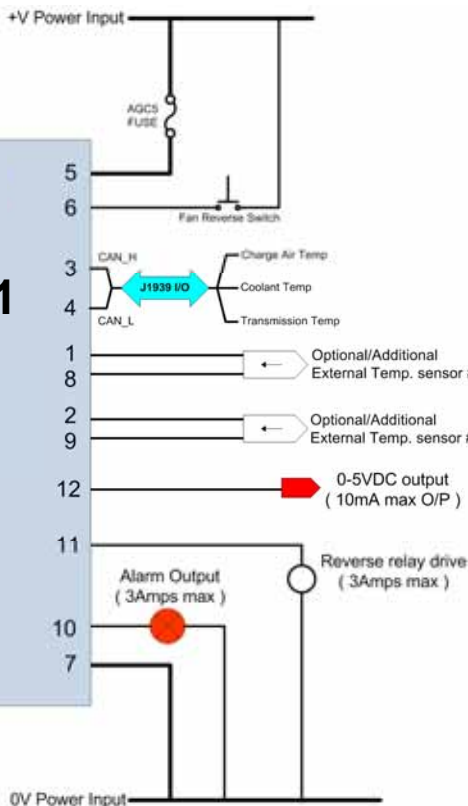 +V Power Input
AGC5
FUSE
5
6
Fan Reverse Switch
3
CAN_H
Charge Air Temp
1
J1939 I/O
Coolant Temp
4
CAN_L
Transmission Temp
1
Optional/Additional
8
External Temp. sensor
2
Optional/Additional
9
External Temp. sensor
12
0-5VDC output
( 10mA max O/P )
11
Reverse relay drive
( 3Amps max )
Alarm Output
( 3Amps max )
10
7
0V Power Input